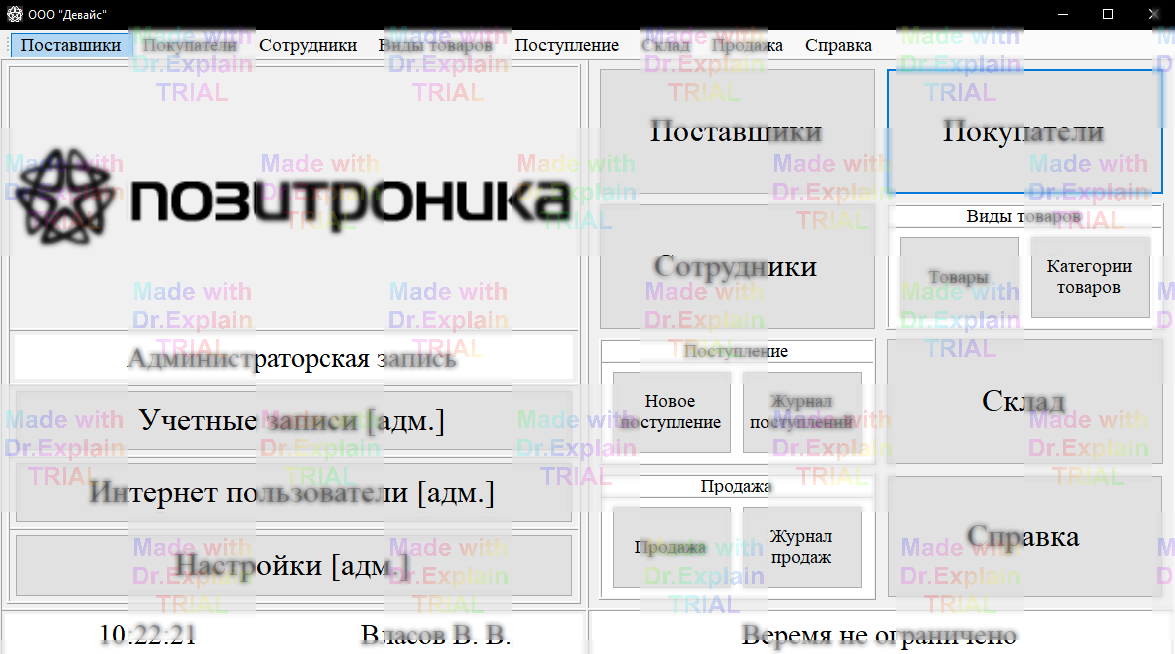 ООО "Девайс"
Поставщики Покупатели Сотрудники Виды товаров Поступление Склад Продажа Справка
позитроника
Администраторская запись
Учетные записи [адм.]
Интернет пользователи [адм.]
Настройки [адм.]
10:22:21 Власов В. В.
Поставщики
Покупатели
Сотрудники
Виды товаров
Товары
Категории
товаров
Поступление
Новое
поступление
Журнал
поступлений
Склад
Продажа
Продажа
Журнал
продаж
Справка
Веремя не ограничено
Made with
Dr.Explain
TRIAL